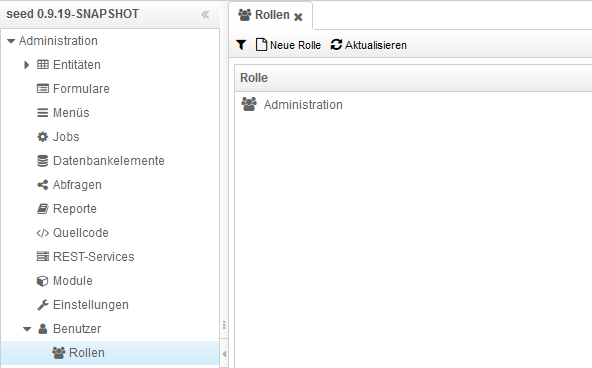 seed 0.9.19-SNAPSHOT
Administration
Entitäten
Formulare
Menüs
Jobs
Datenbankelemente
Abfragen
Reporte
Quellcode
REST-Services
Module
Einstellungen
Benutzer
Rollen
Rollen
Neue Rolle Aktualisieren
Rolle
Administration